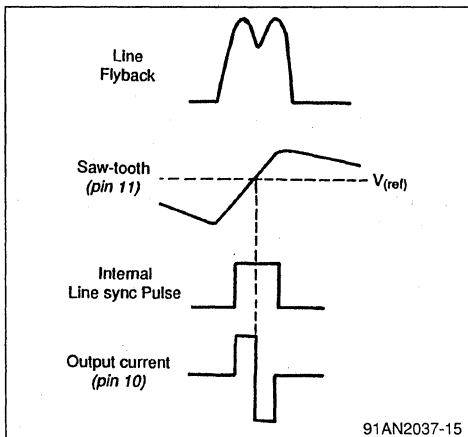 Line
Flyback
Saw-tooth
(pin 11)
V(ref)
Internal
Line sync Pulse
Output current
(pin 10)
91AN2037-15